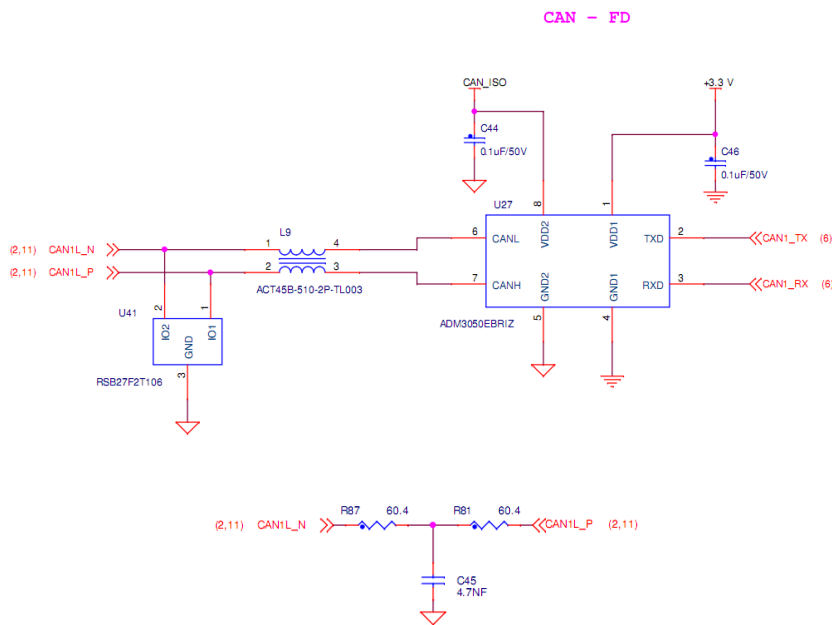 CAN - FD
CAN_ISO
+3.3 V
C44
0.1uF/50V
C46
0.1uF/50V
U27
8
1
VDD2
VDD1
(2,11) CAN1L_N
1
L9
4
6
CANL
TXD
2
CAN1_TX (6)
(2,11) CAN1L_P
2
3
7
CANH
RXD
3
CAN1_RX (6)
ACT45B-510-2P-TL003
GND2
GND1
U41
2
1
5
4
ADM3050EBRIZ
IO2
GND
IO1
RSB27F2T106
3
R87 60.4
R81 60.4
(2,11) CAN1L_N
CAN1L_P (2,11)
C45
4.7NF